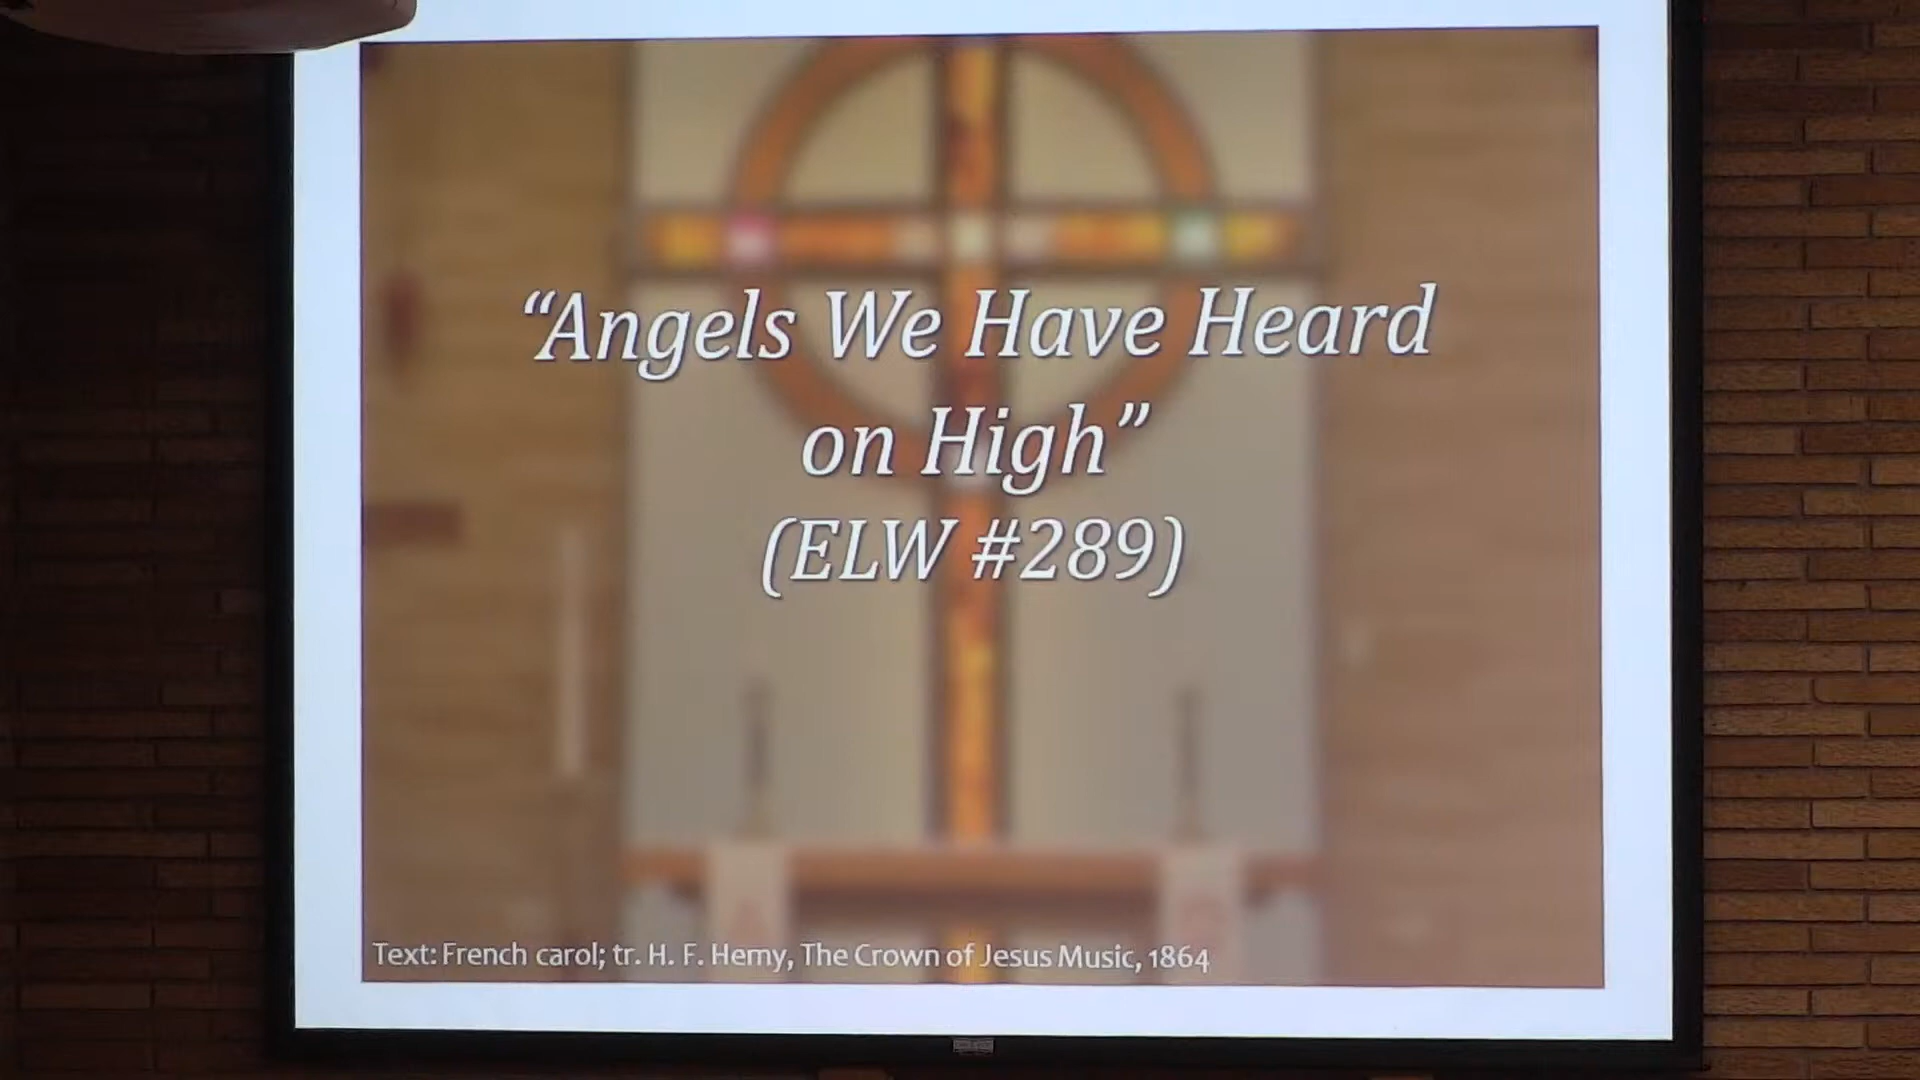 “Angels We Have Heard
on High”
(ELW #289)
Text: French carol; tr. H. F. Hemy, The Crown of Jesus Music, 1864